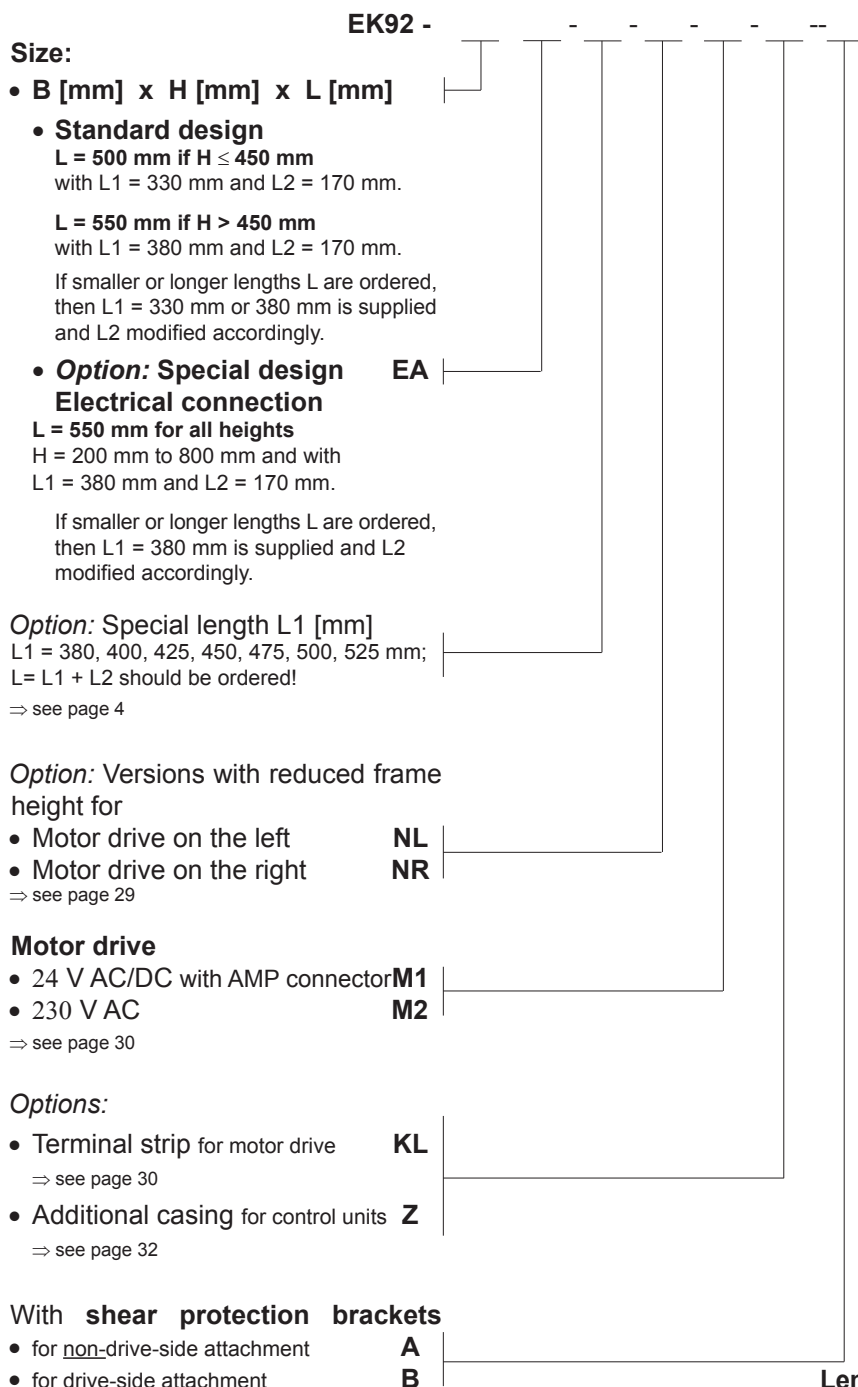 EK92 -      -   -   -   -   --
Size:
• B [mm] x H [mm] x L [mm]
• Standard design
L = 500 mm if H ≤ 450 mm
with L1 = 330 mm and L2 = 170 mm.
L = 550 mm if H > 450 mm
with L1 = 380 mm and L2 = 170 mm.
If smaller or longer lengths L are ordered,
then L1 = 330 mm or 380 mm is supplied
and L2 modified accordingly.
• Option: Special design EA
Electrical connection
L = 550 mm for all heights
H = 200 mm to 800 mm and with
L1 = 380 mm and L2 = 170 mm.
If smaller or longer lengths L are ordered,
then L1 = 380 mm is supplied and L2
modified accordingly.
Option: Special length L1 [mm]
L1 = 380, 400, 425, 450, 475, 500, 525 mm;
L= L1 + L2 should be ordered!
⇒ see page 4
Option: Versions with reduced frame
height for
• Motor drive on the left NL
• Motor drive on the right NR
⇒ see page 29
Motor drive
• 24 V AC/DC with AMP connector M1
• 230 V AC M2
⇒ see page 30
Options:
• Terminal strip for motor drive KL
⇒ see page 30
• Additional casing for control units Z
⇒ see page 32
With shear protection brackets
• for non-drive-side attachment A
• for drive-side attachment B